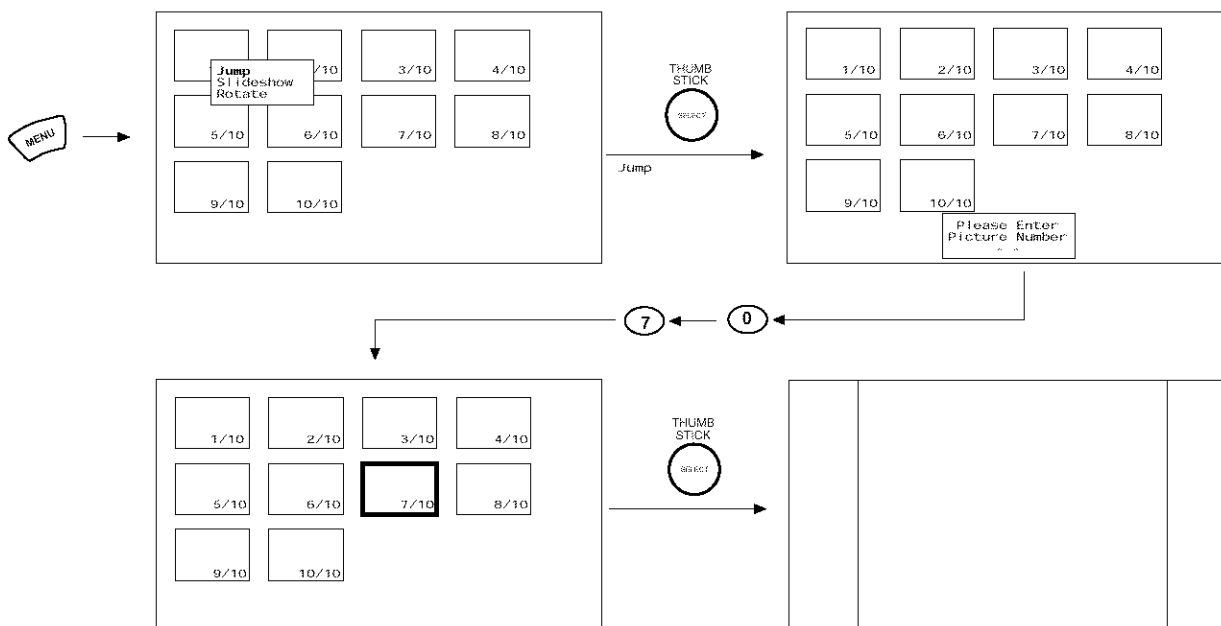 MENU
1/10 3/10 4/10
Jump
Slideshow
Rotate
5/10 6/10 7/10 8/10
9/10 10/10
THUMB
STICK
SELECT
Jump
1/10 2/10 3/10 4/10
5/10 6/10 7/10 8/10
9/10 10/10
Please Enter
Picture Number
- -
0
7
1/10 2/10 3/10 4/10
5/10 6/10 7/10 8/10
9/10 10/10
THUMB
STICK
SELECT